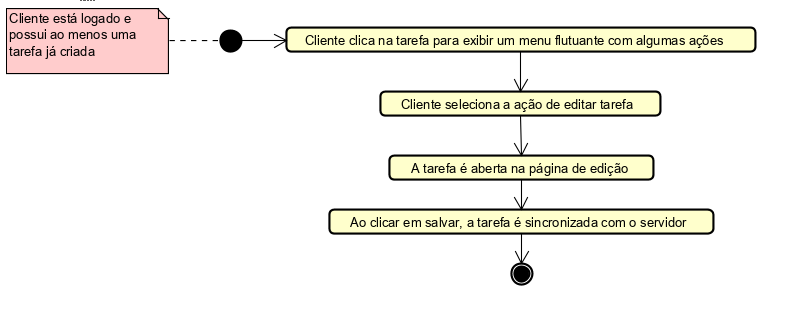 Cliente está logado e
possui ao menos uma
tarefa já criada
Cliente clica na tarefa para exibir um menu flutuante com algumas ações
Cliente seleciona a ação de editar tarefa
A tarefa é aberta na página de edição
Ao clicar em salvar, a tarefa é sincronizada com o servidor